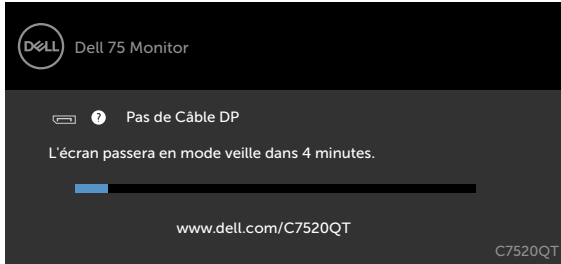 DELL
Dell 75 Monitor
? Pas de Câble DP
L'écran passera en mode veille dans 4 minutes.
www.dell.com/C7520QT
C7520QT